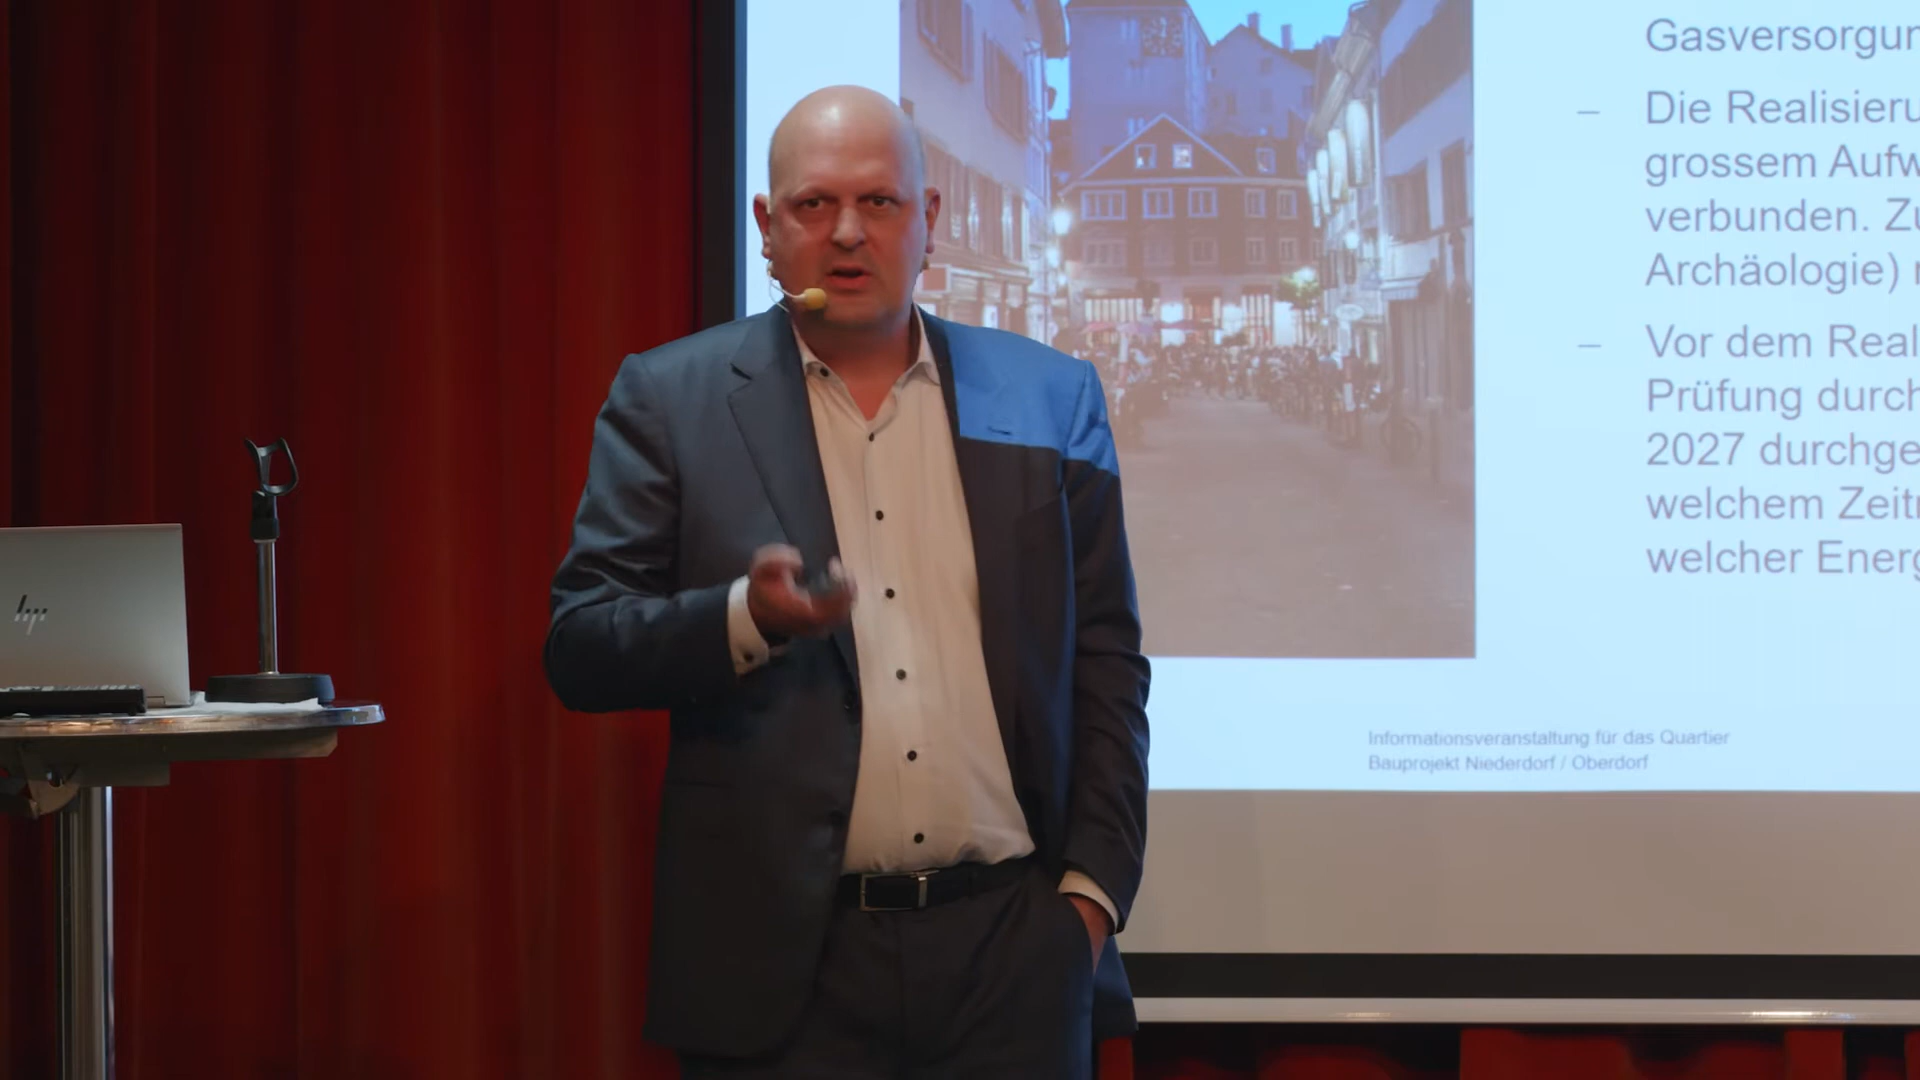 Gasversorgun
– Die Realisieru
grossem Aufw
verbunden. Zu
Archäologie)
– Vor dem Real
Prüfung durch
2027 durchge
welchem Zeitr
welcher Energ
Informationsveranstaltung für das Quartier
Bauprojekt Niederdorf / Oberdorf
hp